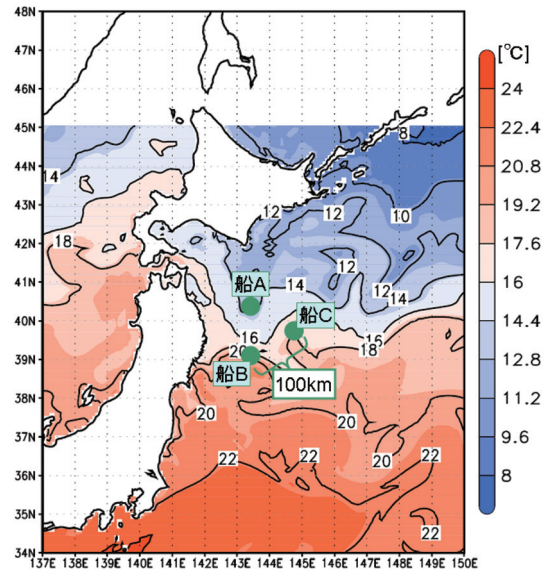 48N
[℃]
47N
24
46N
22.4
45N
8
20.8
44N
14
19.2
43N
12
12
10
18
17.6
42N
12
16
41N
船A
14
12
14
14.4
船C
40N
16
16
12.8
20
18
39N
船B
100km
11.2
38N
20
20
9.6
37N
22
22
20
22
8
36N
35N
22
34N
137E 138E 139E 140E 141E 142E 143E 144E 145E 146E 147E 148E 149E 150E